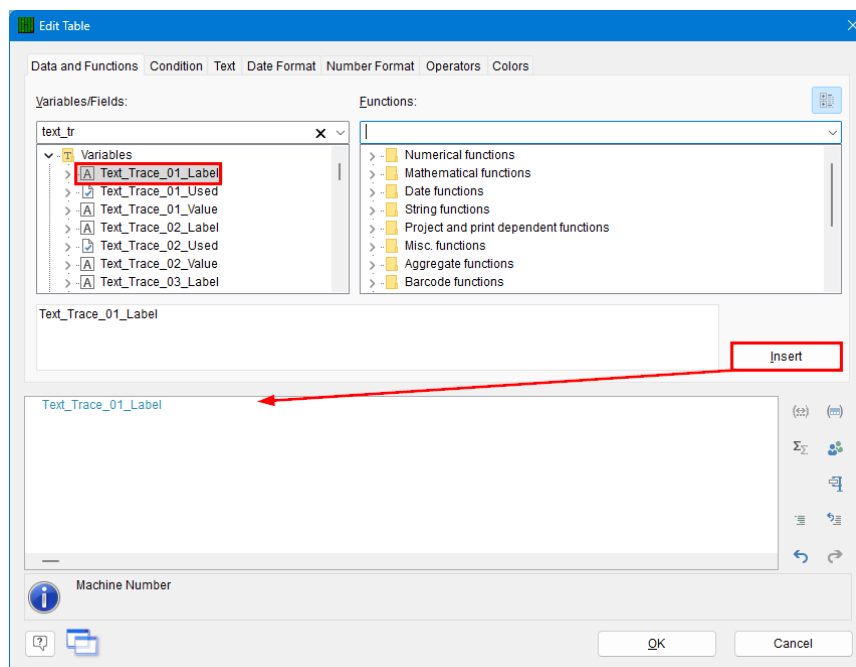 Edit Table
Data and Functions Condition Text Date Format Number Format Operators Colors
Variables/Fields: Functions:
text_tr
Variables Numerical functions
Text_Trace_01_Label Mathematical functions
Text_Trace_01_Used Date functions
Text_Trace_01_Value String functions
Text_Trace_02_Label Project and print dependent functions
Text_Trace_02_Used Misc. functions
Text_Trace_02_Value Aggregate functions
Text_Trace_03_Label Barcode functions
Text_Trace_01_Label
Insert
Text_Trace_01_Label
Machine Number
OK Cancel